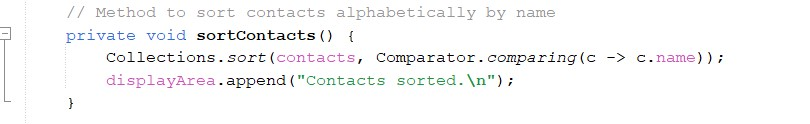 // Method to sort contacts alphabetically by name
private void sortContacts() {
Collections.sort(contacts, Comparator.comparing(c -> c.name));
displayArea.append("Contacts sorted.\n");
}